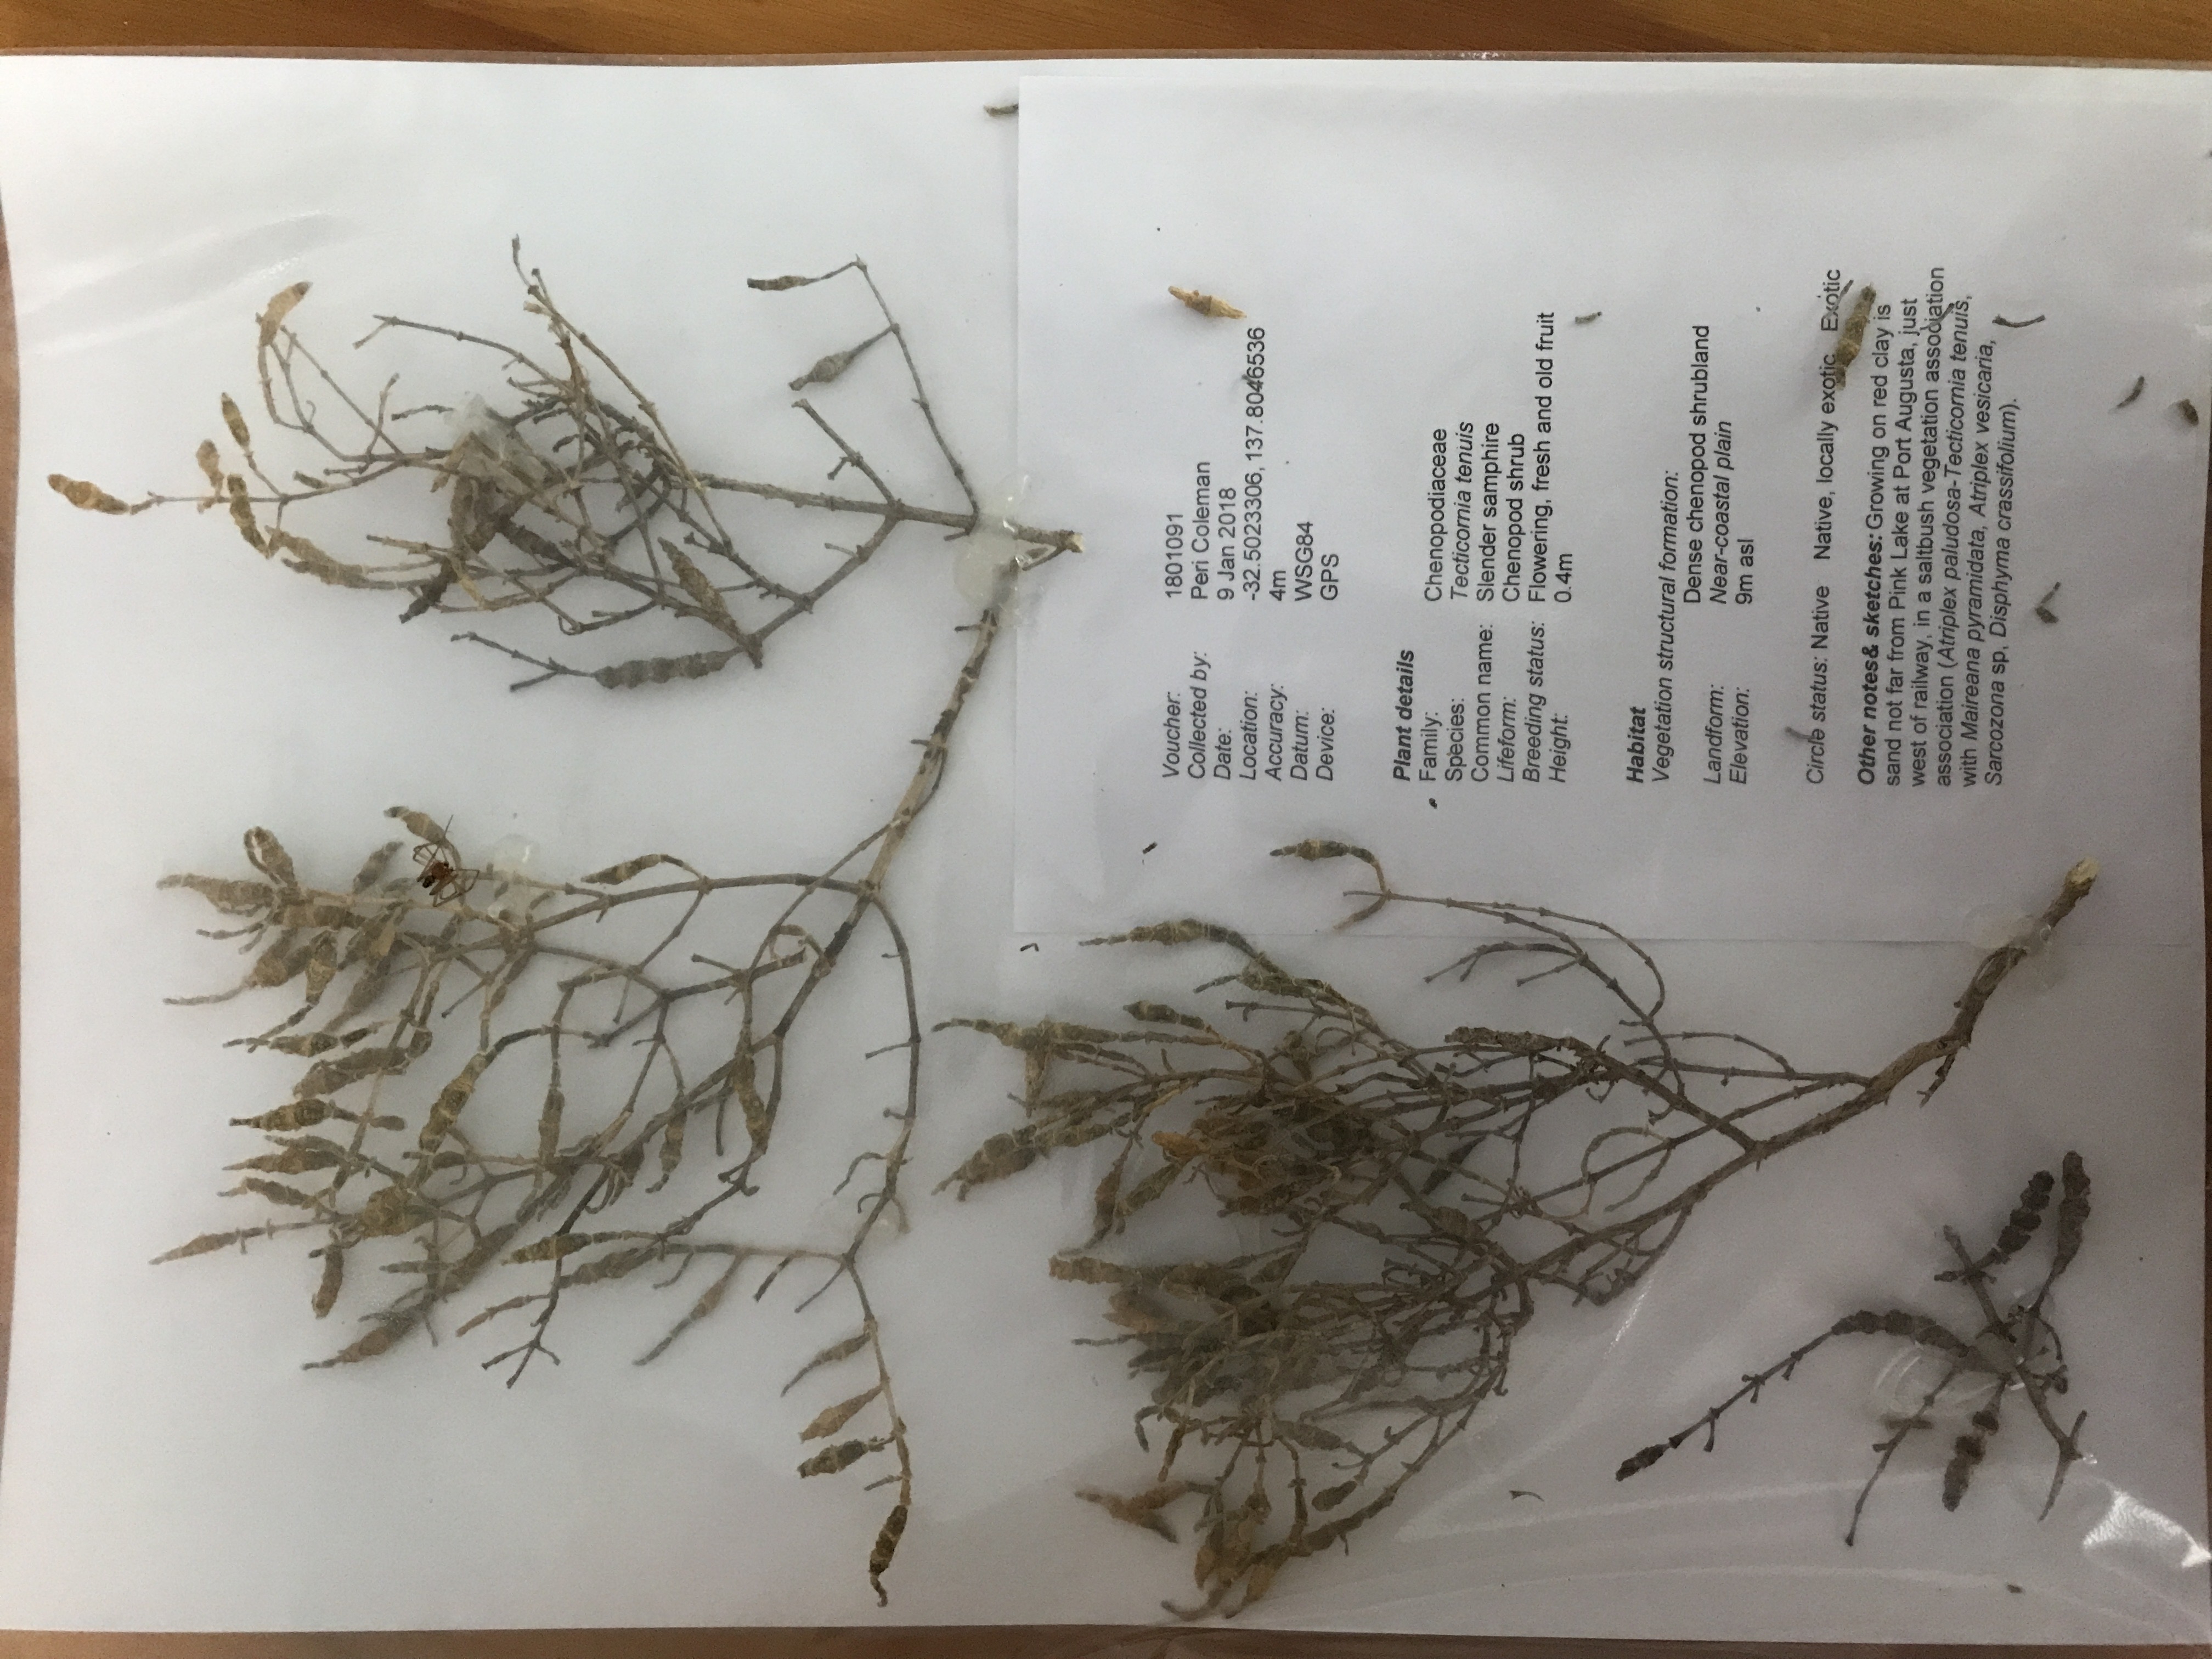 Voucher: 1801091
Collected by: Peri Coleman
Date: 9 Jan 2018
Location: -32.5023306, 137.8046536
Accuracy: 4m
Datum: WSG84
Device: GPS
Plant details
Family: Chenopodiaceae
Species: Tecticornia tenuis
Common name: Slender samphire
Lifeform: Chenopod shrub
Breeding status: Flowering, fresh and old fruit
Height: 0.4m
Habitat
Vegetation structural formation:
Dense chenopod shrubland
Landform: Near-coastal plain
Elevation: 9m asl
Circle status: Native Native, locally exotic Exotic
Other notes& sketches: Growing on red clay is
sand not far from Pink Lake at Port Augusta, just
west of railway, in a saltbush vegetation association
association (Atriplex paludosa-Tecticornia tenuis,
with Maireana pyramidata, Atriplex vesicaria,
Sarcozona sp, Disphyma crassifolium).